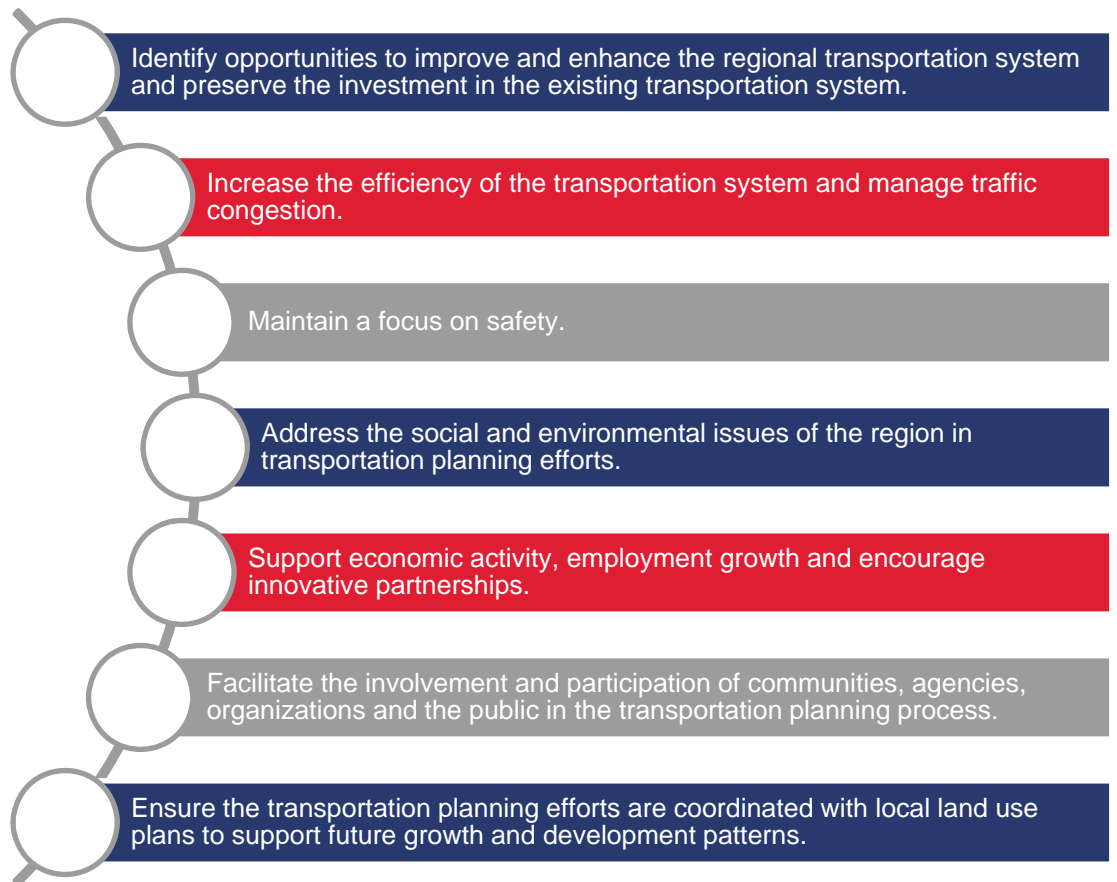 Identify opportunities to improve and enhance the regional transportation system
and preserve the investment in the existing transportation system.
Increase the efficiency of the transportation system and manage traffic
congestion.
Maintain a focus on safety.
Address the social and environmental issues of the region in
transportation planning efforts.
Support economic activity, employment growth and encourage
innovative partnerships.
Facilitate the involvement and participation of communities, agencies,
organizations and the public in the transportation planning process.
Ensure the transportation planning efforts are coordinated with local land use
plans to support future growth and development patterns.